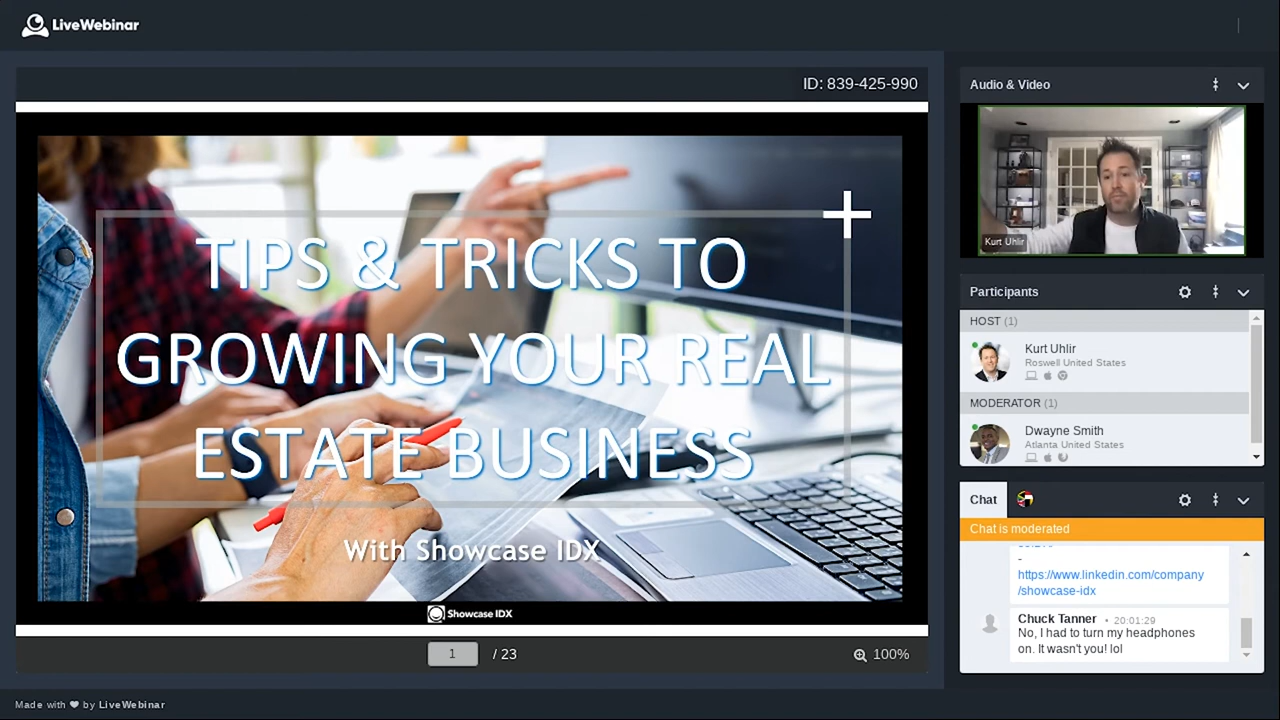 LiveWebinar
ID: 839-425-990
TIPS & TRICKS TO
GROWING YOUR REAL
ESTATE BUSINESS
With Showcase IDX
Showcase IDX
1 / 23
100%
Audio & Video
Kurt Uhlir
Participants
HOST (1)
Kurt Uhlir
Roswell United States
MODERATOR (1)
Dwayne Smith
Atlanta United States
Chat
Chat is moderated
-
https://www.linkedin.com/company
/showcase-idx
Chuck Tanner • 20:01:29
No, I had to turn my headphones
on. It wasn't you! lol
Made with ❤ by LiveWebinar